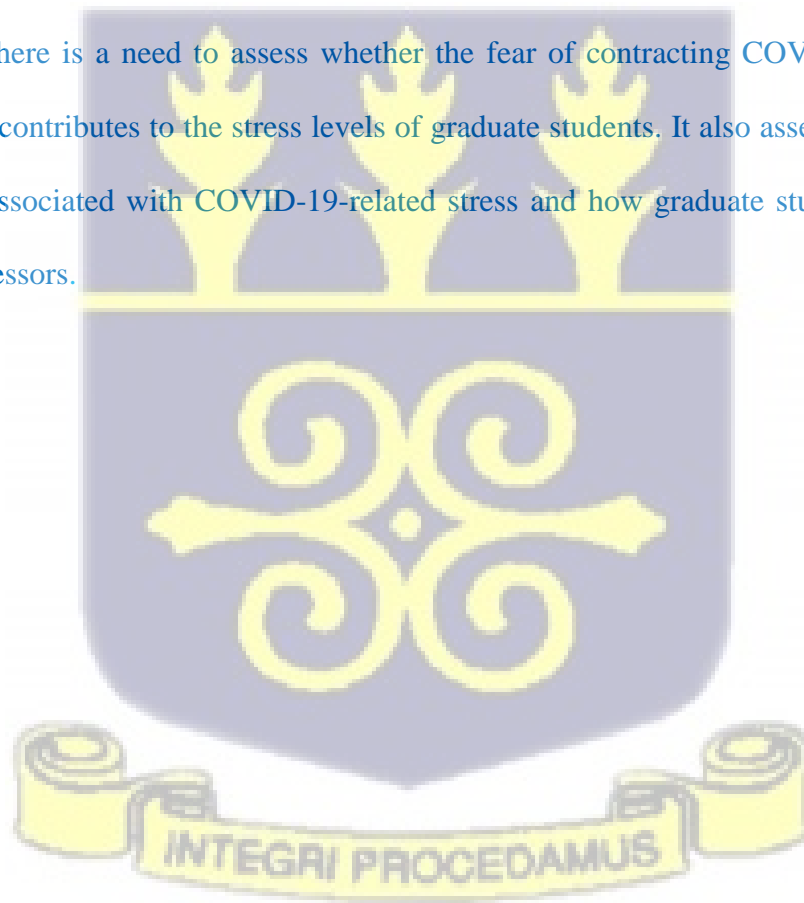 here is a need to assess whether the fear of contracting COV
contributes to the stress levels of graduate students. It also asse
ssociated with COVID-19-related stress and how graduate stu
essors.
INTEGRI PROCEDAMUS